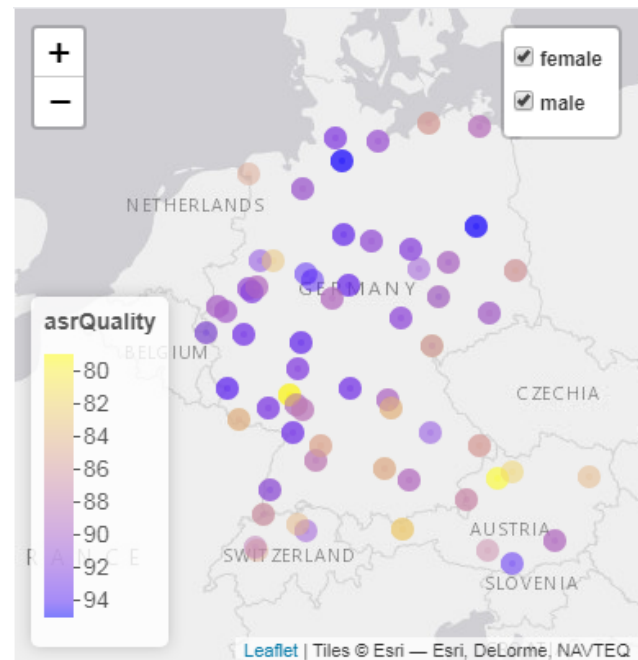 +
−
female
male
NETHERLANDS
GERMANY
asrQuality
80
BELGIUM
82
CZECHIA
84
86
88
90
AUSTRIA
92
RANCE
SWITZERLAND
94
SLOVENIA
Leaflet | Tiles © Esri — Esri, DeLorme, NAVTEQ